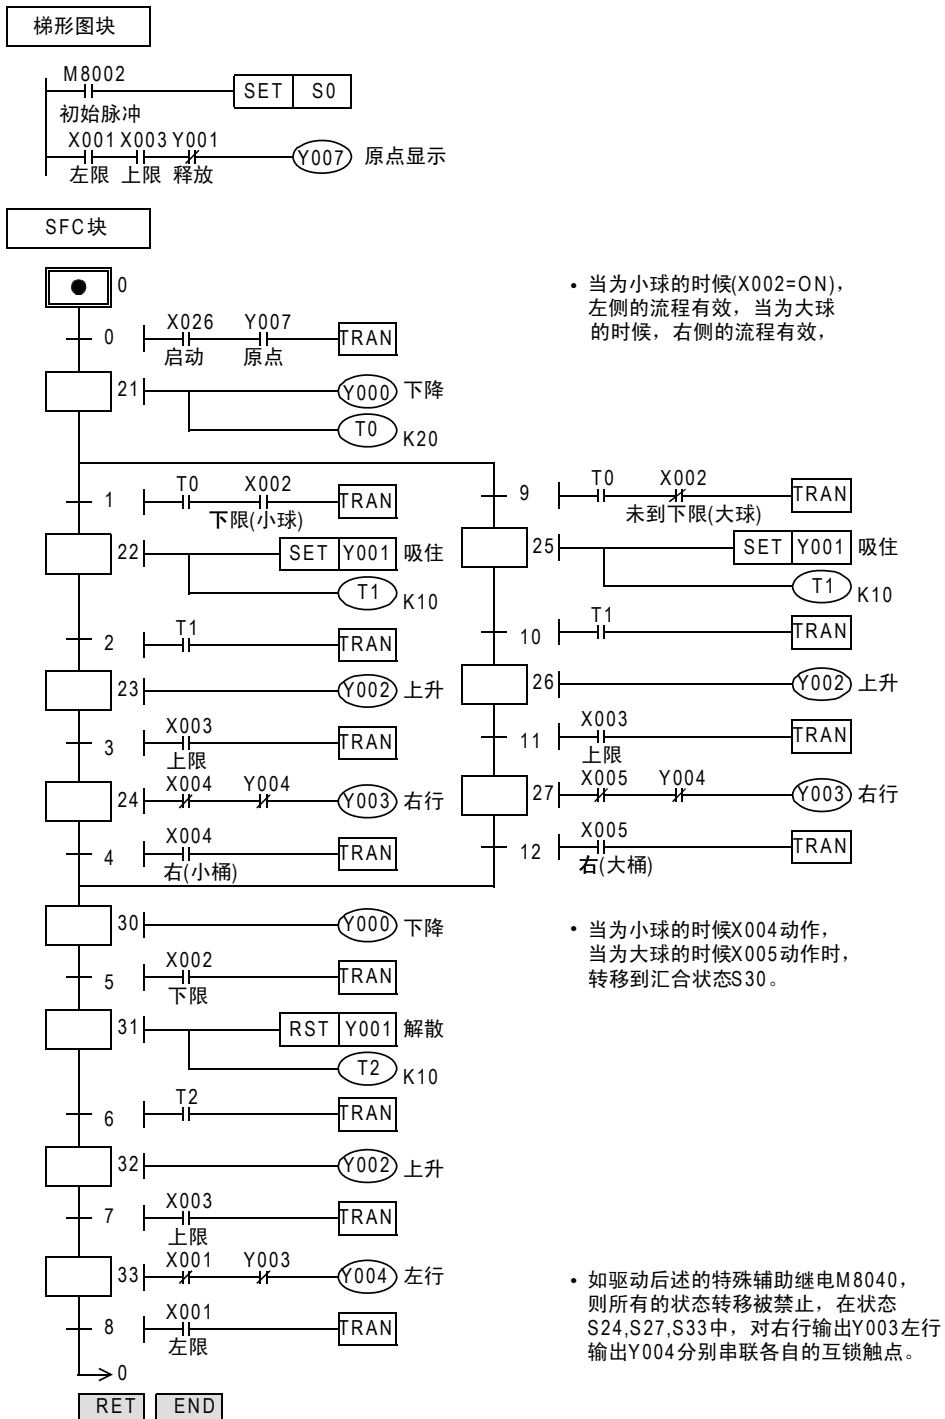 梯形图块
M8002
SET S0
初始脉冲
X001 X003 Y001
Y007 原点显示
左限 上限 释放
SFC块
0
• 当为小球的时候(X002=ON)，
左侧的流程有效，当为大球
的时候，右侧的流程有效，
X026 Y007
0 TRAN
启动 原点
21 Y000 下降
T0 K20
T0 X002
1 TRAN
下限(小球)
T0 X002
9 TRAN
未到下限(大球)
22 SET Y001 吸住
T1 K10
25 SET Y001 吸住
T1 K10
T1
2 TRAN
T1
10 TRAN
23 Y002 上升
26 Y002 上升
X003
3 TRAN
上限
X003
11 TRAN
上限
X004 Y004
24 Y003 右行
X005 Y004
27 Y003 右行
X004
4 TRAN
右(小桶)
X005
12 TRAN
右(大桶)
30 Y000 下降
• 当为小球的时候X004动作，
当为大球的时候X005动作时，
转移到汇合状态S30。
X002
5 TRAN
下限
31 RST Y001 解散
T2 K10
T2
6 TRAN
32 Y002 上升
X003
7 TRAN
上限
X001 Y003
33 Y004 左行
X001
8 TRAN
左限
• 如驱动后述的特殊辅助继电M8040，
则所有的状态转移被禁止，在状态
S24,S27,S33中，对右行输出Y003左行
输出Y004分别串联各自的互锁触点。
0
RET END